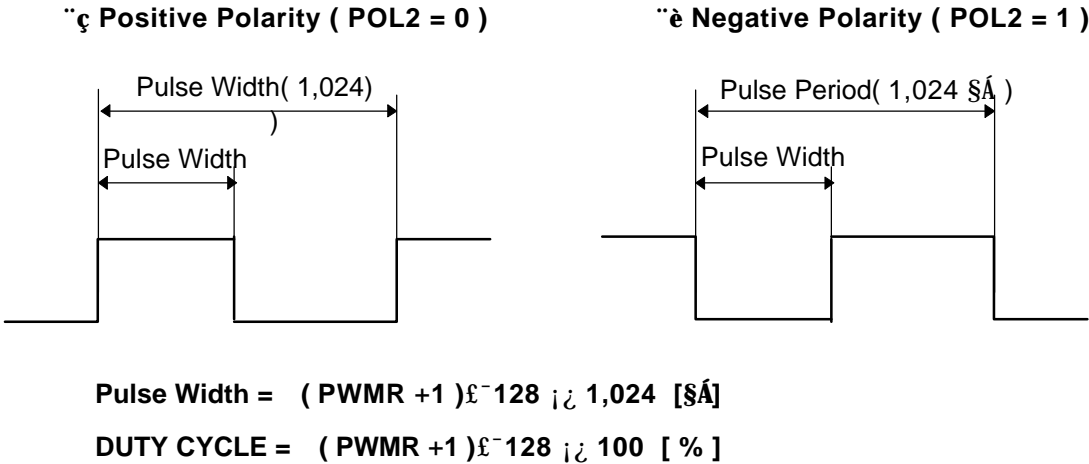 ¨ç Positive Polarity ( POL2 = 0 )
¨è Negative Polarity ( POL2 = 1 )
Pulse Width( 1,024)
)
Pulse Width
Pulse Period( 1,024 §Á )
Pulse Width
Pulse Width = ( PWMR +1 )£¯128 ¡¿ 1,024 [§Á]
DUTY CYCLE = ( PWMR +1 )£¯128 ¡¿ 100 [ % ]